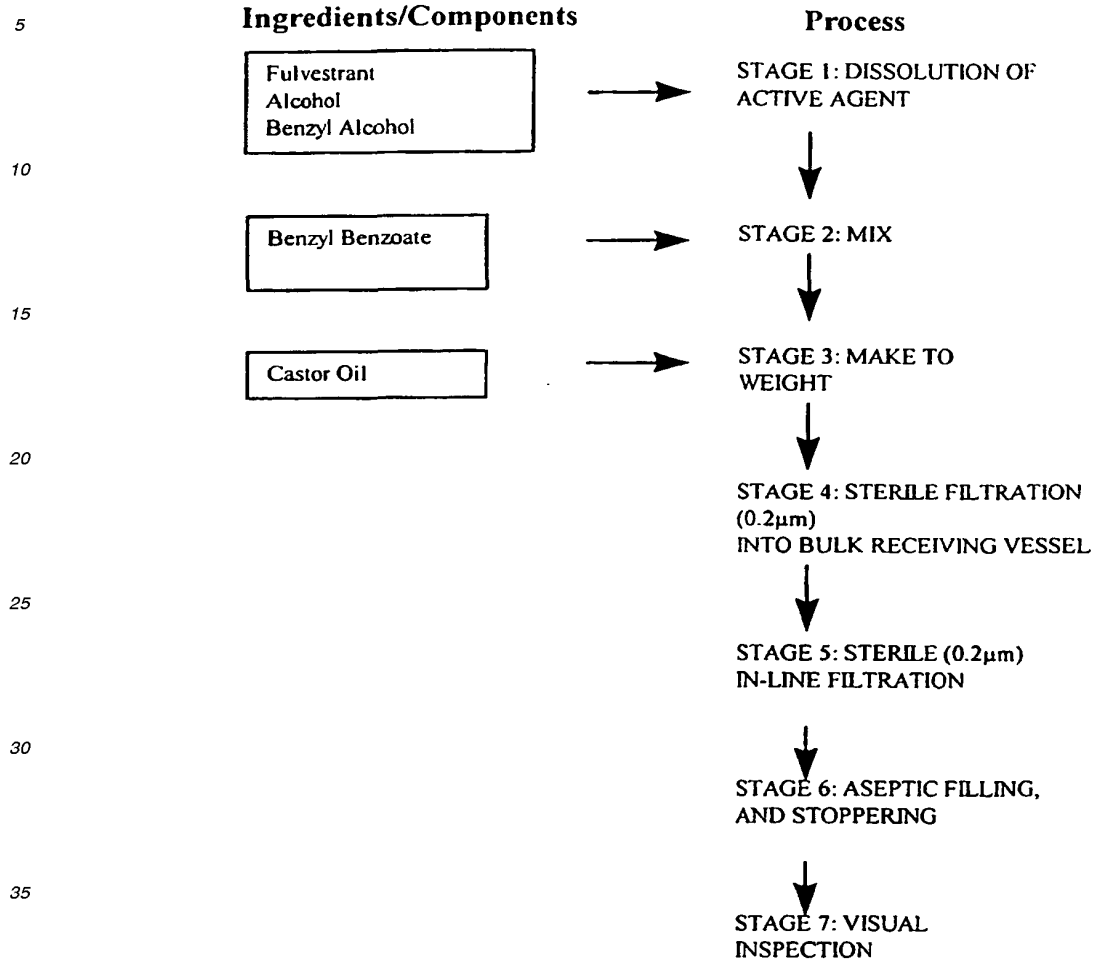 5
Ingredients/Components
Process
Fulvestrant
Alcohol
Benzyl Alcohol
STAGE 1: DISSOLUTION OF
ACTIVE AGENT
10
Benzyl Benzoate
STAGE 2: MIX
15
Castor Oil
STAGE 3: MAKE TO
WEIGHT
20
STAGE 4: STERILE FILTRATION
(0.2µm)
INTO BULK RECEIVING VESSEL
25
STAGE 5: STERILE (0.2µm)
IN-LINE FILTRATION
30
STAGE 6: ASEPTIC FILLING,
AND STOPPERING
35
STAGE 7: VISUAL
INSPECTION